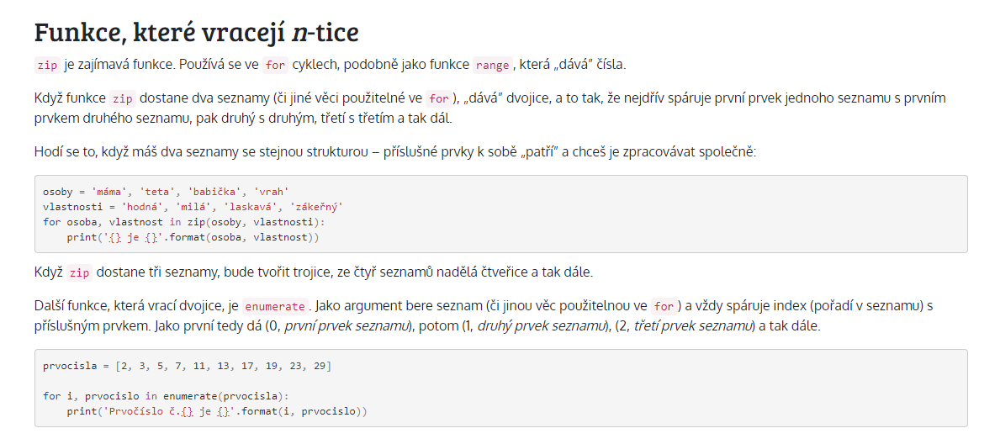 Funkce, které vracejí n-tice
zip je zajímavá funkce. Používá se ve for cyklech, podobně jako funkce range, která „dává” čísla.
Když funkce zip dostane dva seznamy (či jiné věci použitelné ve for), „dává” dvojice, a to tak, že nejdřív spáruje první prvek jednoho seznamu s prvním
prvkem druhého seznamu, pak druhý s druhým, třetí s třetím a tak dál.
Hodí se to, když máš dva seznamy se stejnou strukturou – příslušné prvky k sobě „patří” a chceš je zpracovávat společně:
osoby = 'máma', 'teta', 'babička', 'vrah'
vlastnosti = 'hodná', 'milá', 'laskavá', 'zákeřný'
for osoba, vlastnost in zip(osoby, vlastnosti):
    print('{} je {}'.format(osoba, vlastnost))
Když zip dostane tři seznamy, bude tvořit trojice, ze čtyř seznamů nadělá čtveřice a tak dále.
Další funkce, která vrací dvojice, je enumerate. Jako argument bere seznam (či jinou věc použitelnou ve for) a vždy spáruje index (pořadí v seznamu) s
příslušným prvkem. Jako první tedy dá (0, první prvek seznamu), potom (1, druhý prvek seznamu), (2, třetí prvek seznamu) a tak dále.
prvocisla = [2, 3, 5, 7, 11, 13, 17, 19, 23, 29]
for i, prvocislo in enumerate(prvocisla):
    print('Prvočíslo č.{} je {}'.format(i, prvocislo))